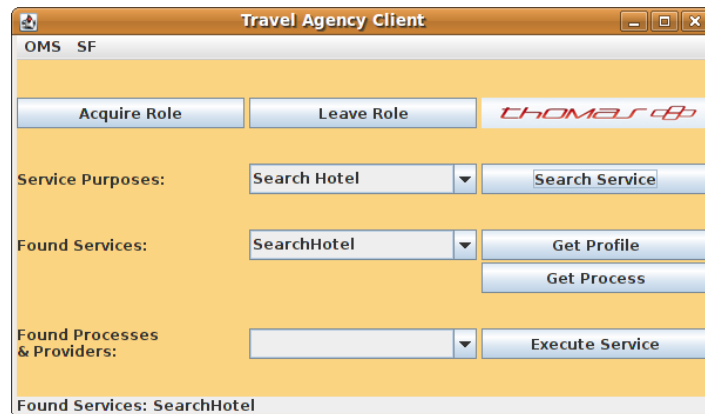 Travel Agency Client
OMS SF
Acquire Role Leave Role thomas
Service Purposes: Search Hotel Search Service
Found Services: SearchHotel Get Profile
Get Process
Found Processes
& Providers: Execute Service
Found Services: SearchHotel